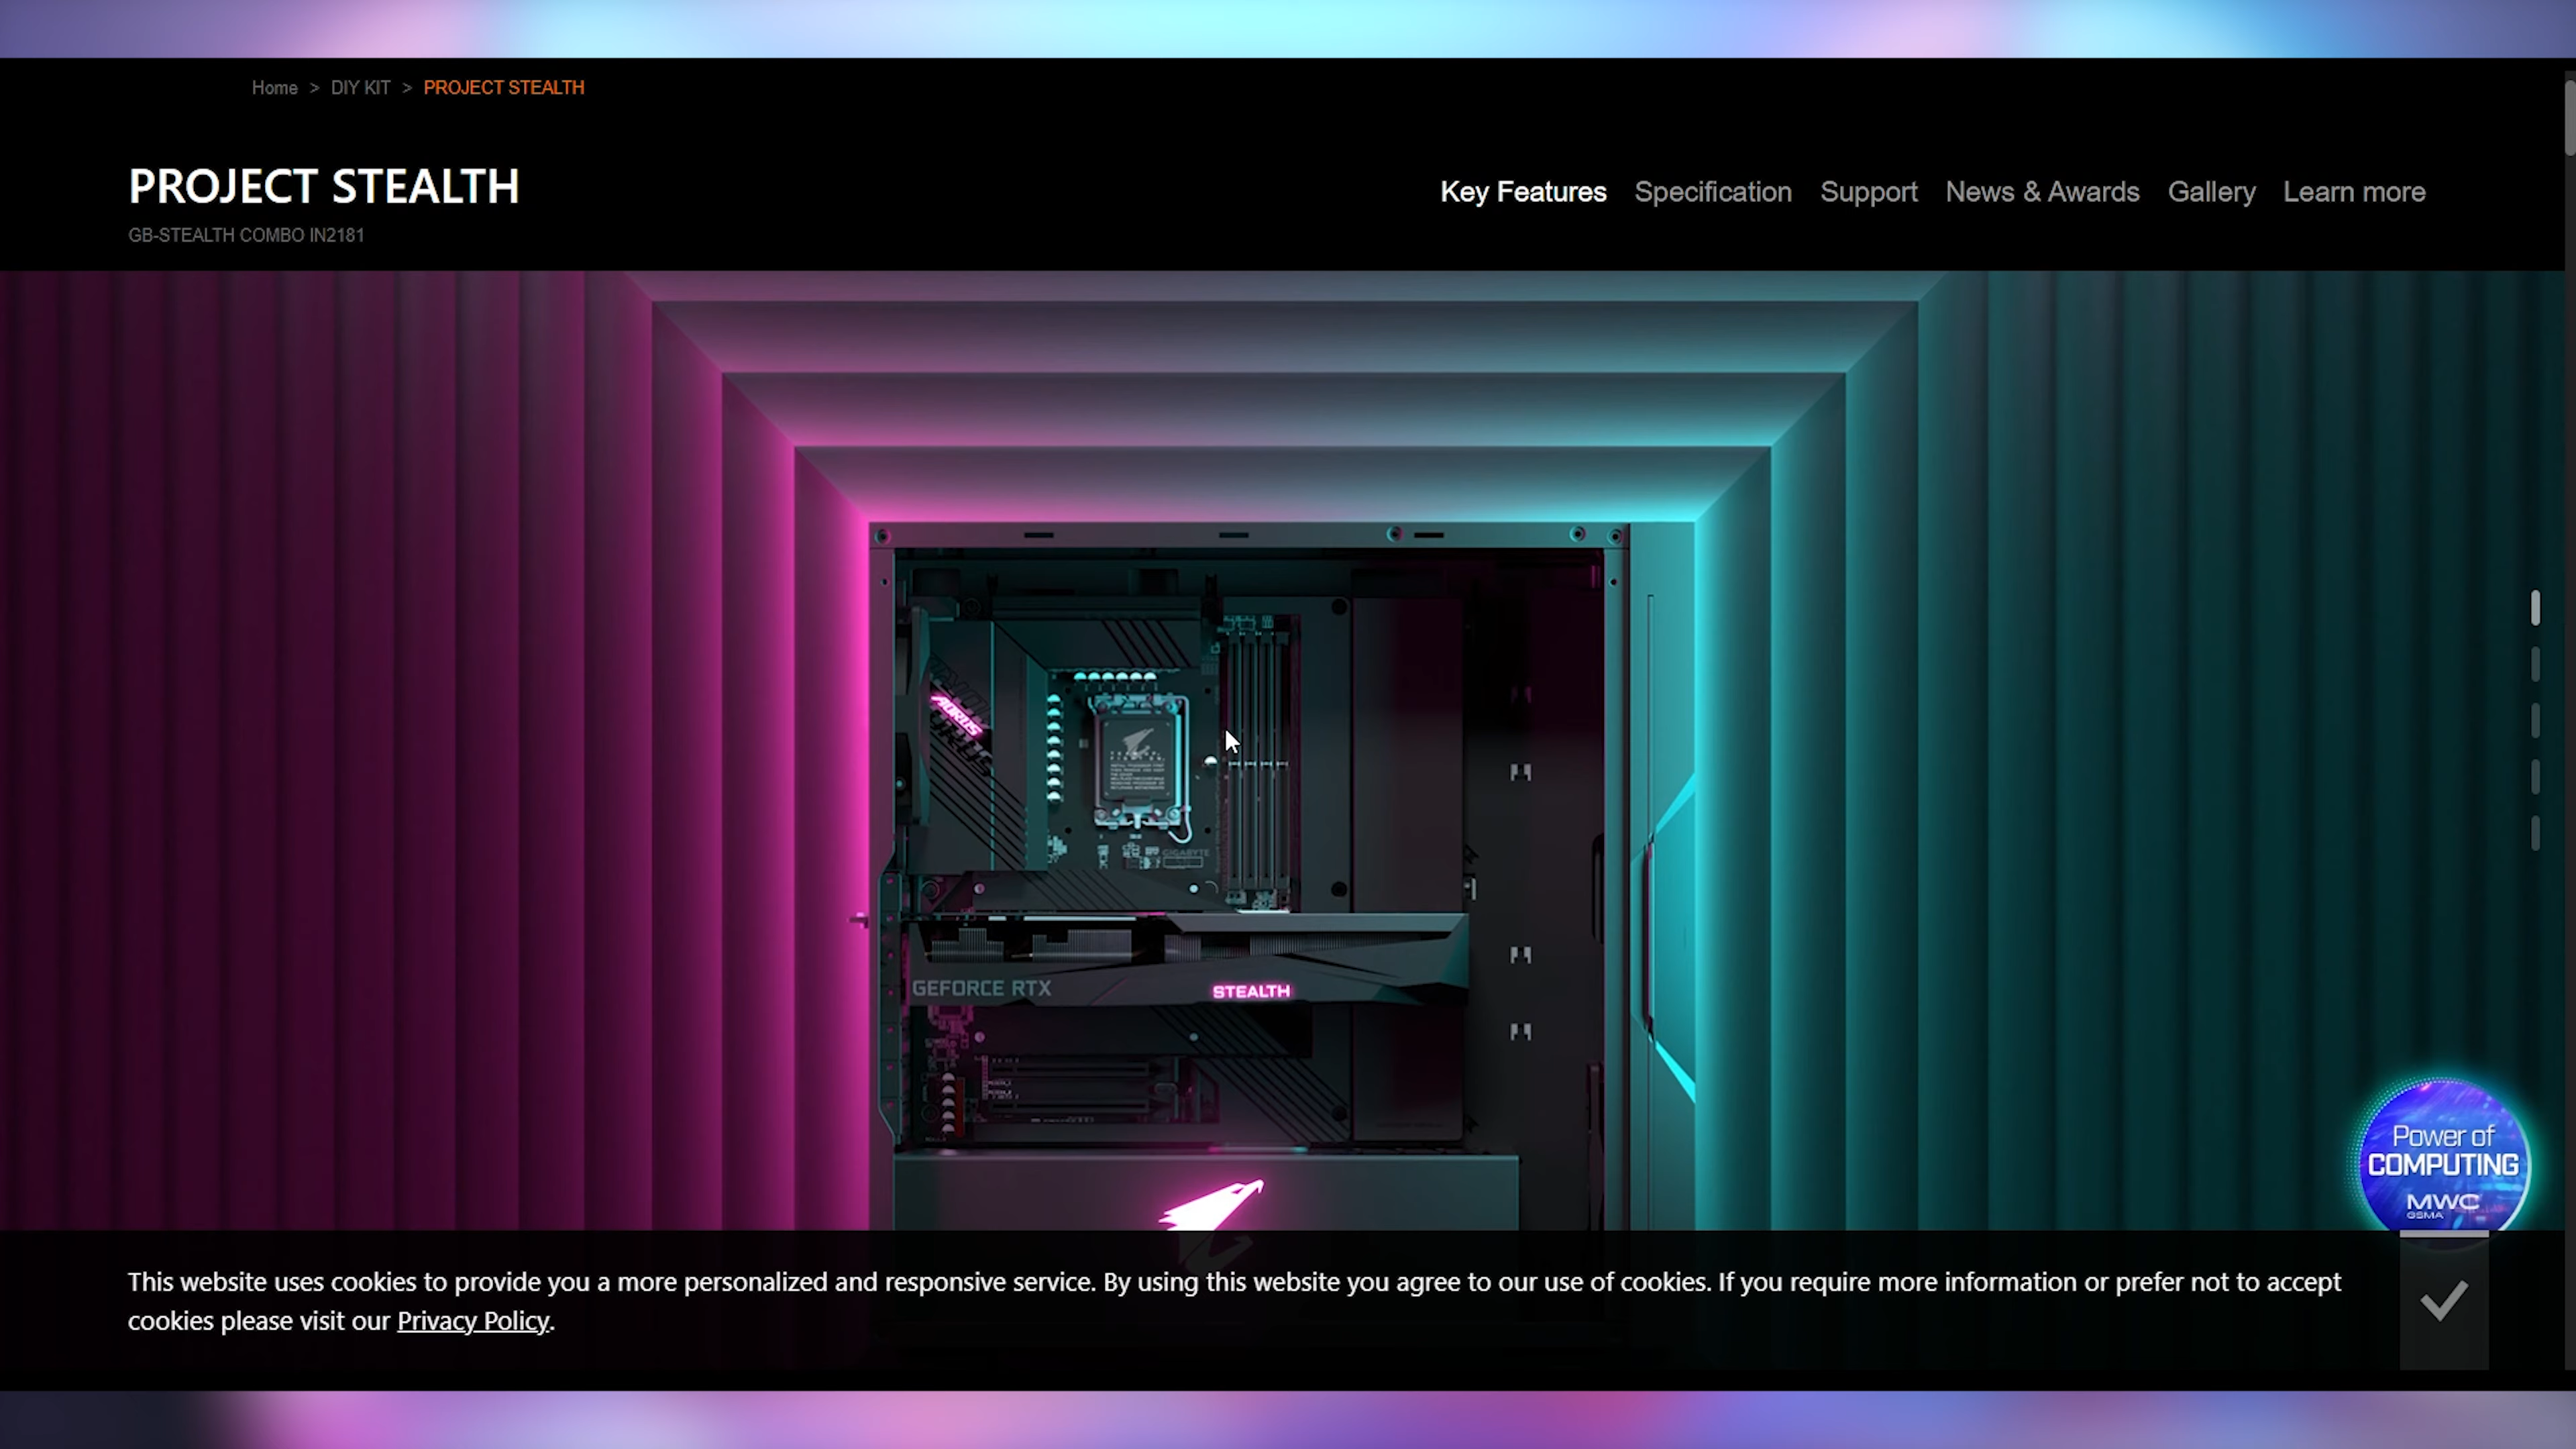 Home > DIY KIT > PROJECT STEALTH
PROJECT STEALTH
GB-STEALTH COMBO IN2181
Key Features Specification Support News & Awards Gallery Learn more
AORUS
GIGABYTE
GEFORCE RTX
STEALTH
Power of
COMPUTING
MWC
GSMA
This website uses cookies to provide you a more personalized and responsive service. By using this website you agree to our use of cookies. If you require more information or prefer not to accept
cookies please visit our Privacy Policy.